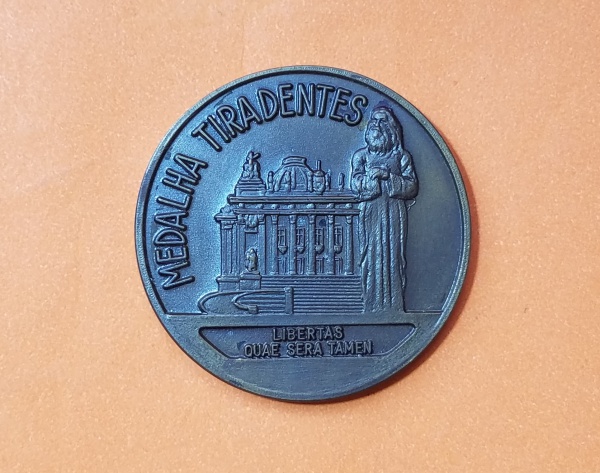 MEDALHA TIRADENTES
LIBERTAS
QUAE SERA TAMEN